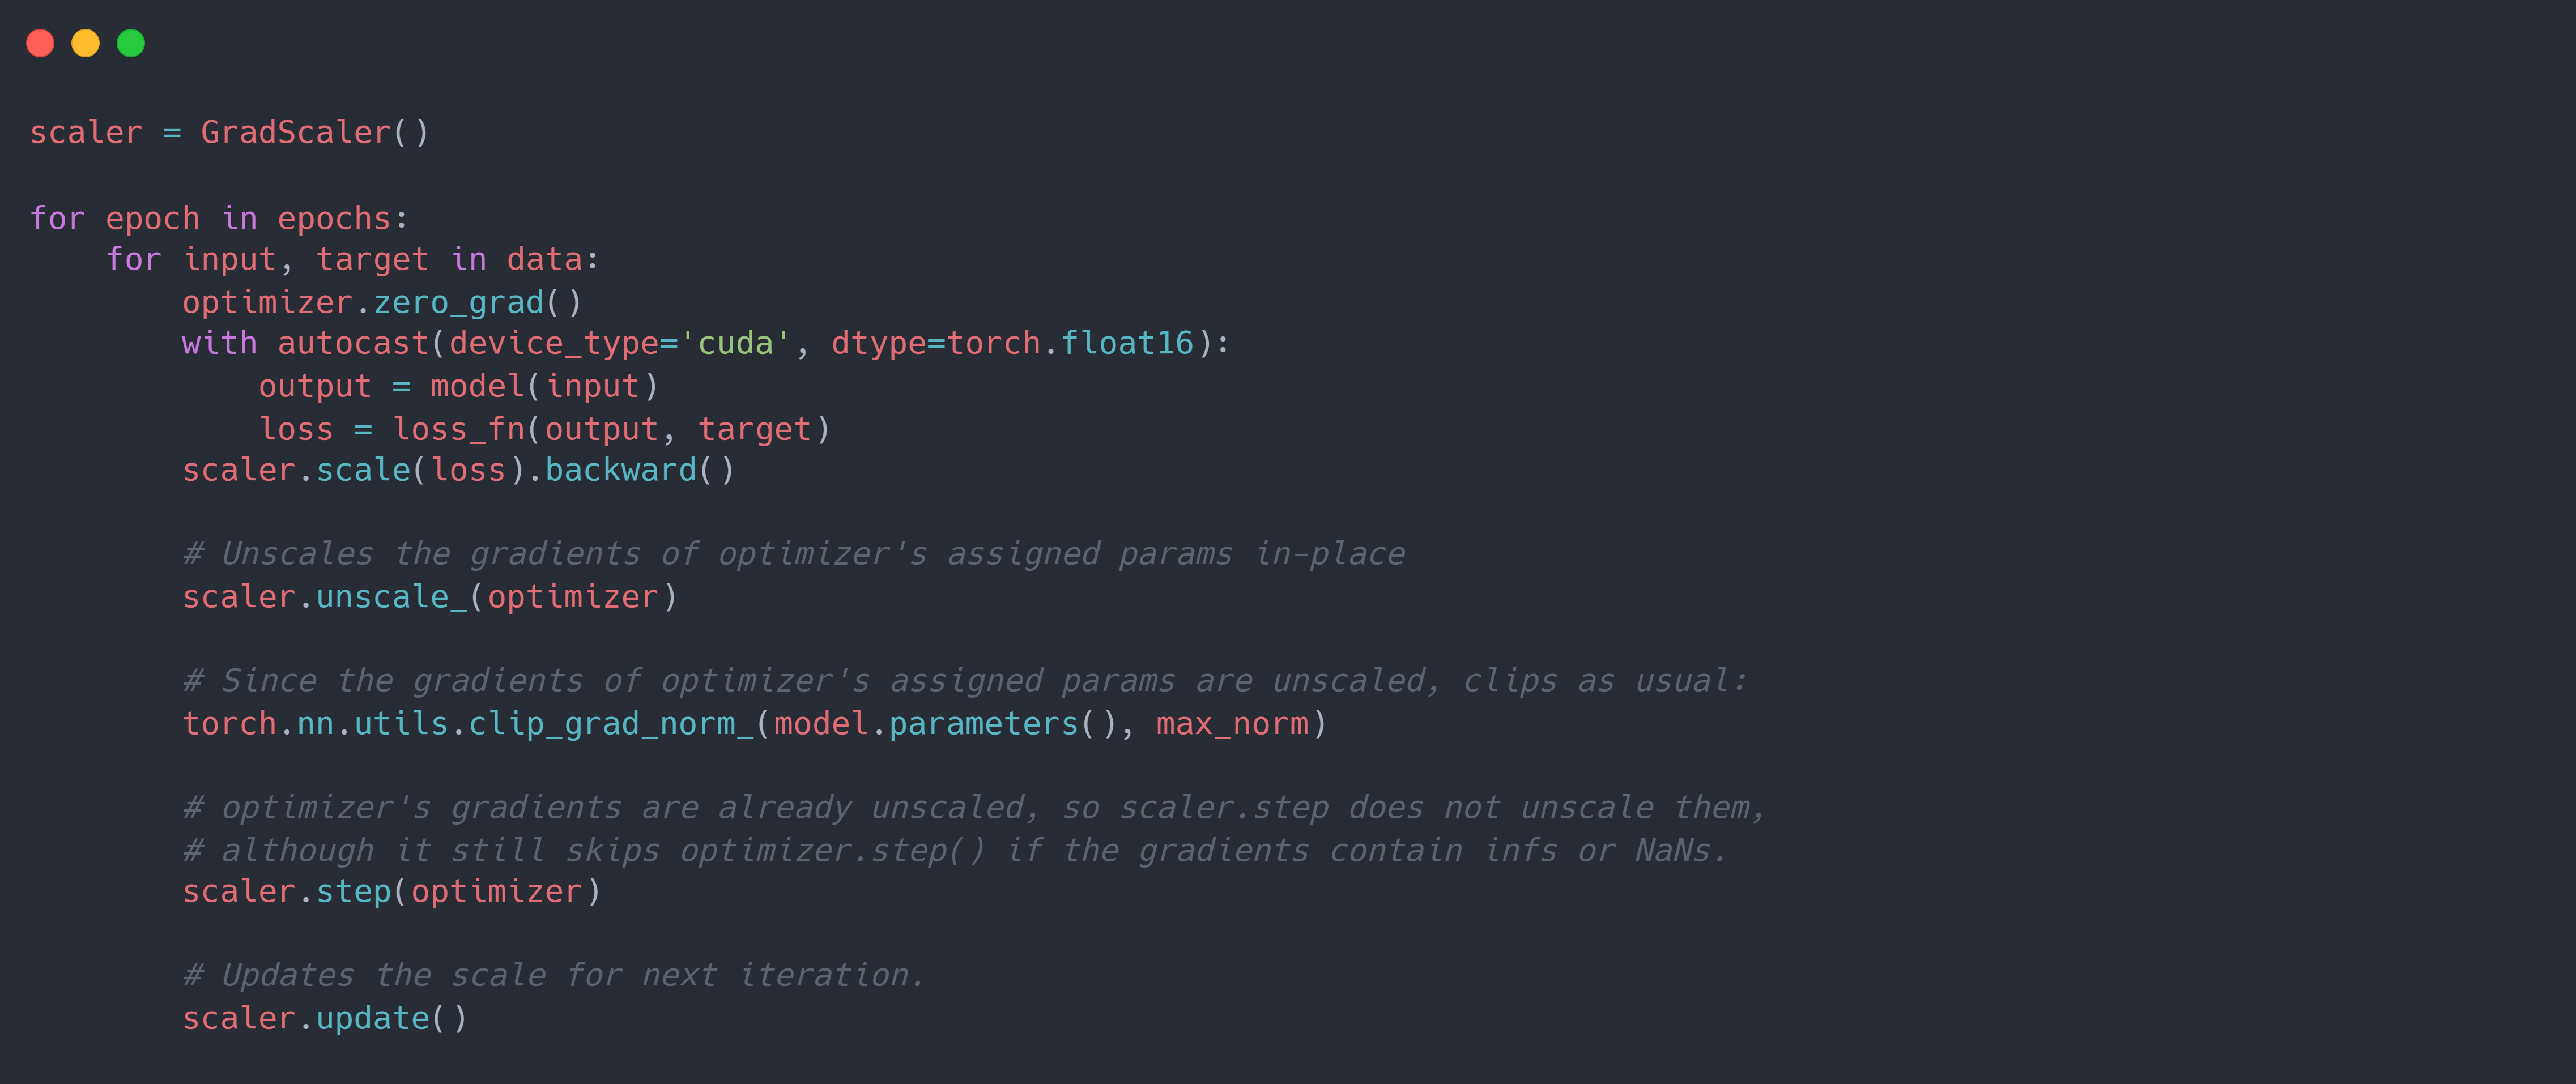 scaler = GradScaler()
for epoch in epochs:
    for input, target in data:
        optimizer.zero_grad()
        with autocast(device_type='cuda', dtype=torch.float16):
            output = model(input)
            loss = loss_fn(output, target)
        scaler.scale(loss).backward()
        # Unscales the gradients of optimizer's assigned params in-place
        scaler.unscale_(optimizer)
        # Since the gradients of optimizer's assigned params are unscaled, clips as usual:
        torch.nn.utils.clip_grad_norm_(model.parameters(), max_norm)
        # optimizer's gradients are already unscaled, so scaler.step does not unscale them,
        # although it still skips optimizer.step() if the gradients contain infs or NaNs.
        scaler.step(optimizer)
        # Updates the scale for next iteration.
        scaler.update()